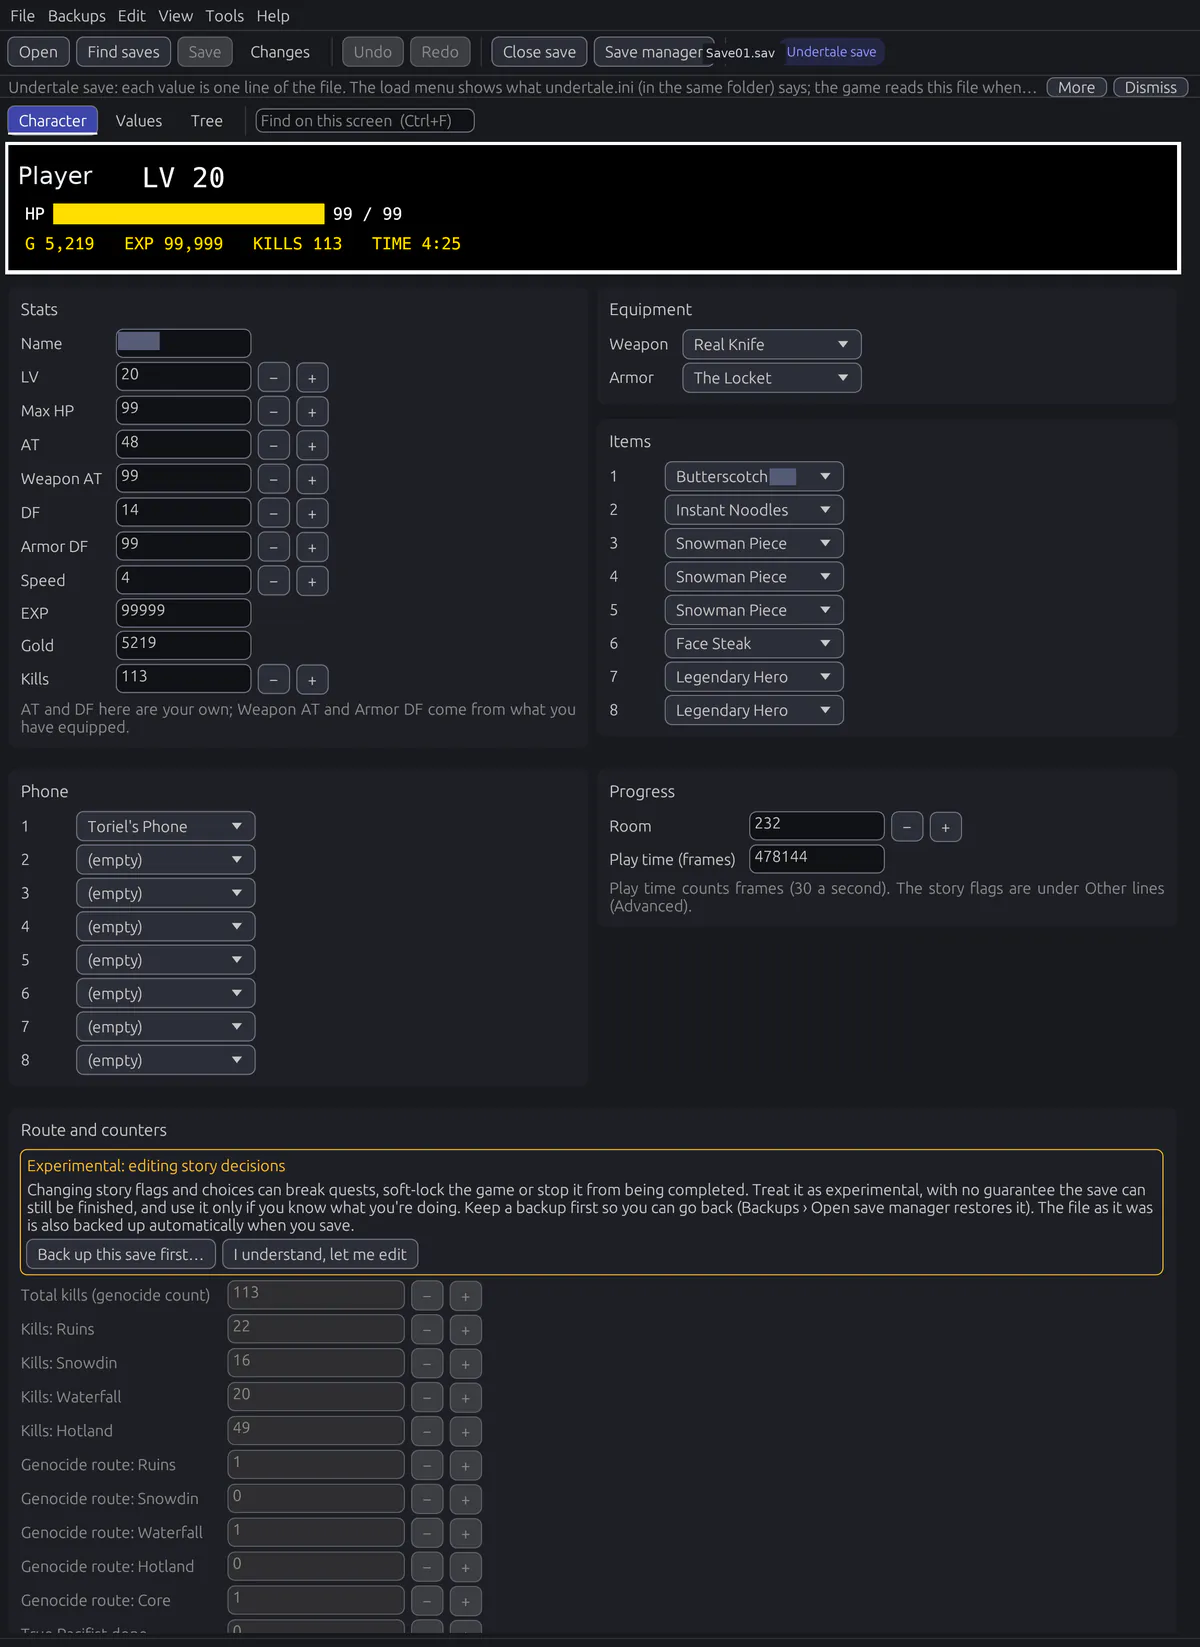 File Backups Edit View Tools Help
Open Find saves Save Changes Undo Redo Close save Save manager Save01.sav Undertale save
Undertale save: each value is one line of the file. The load menu shows what undertale.ini (in the same folder) says; the game reads this file when… More Dismiss
Character Values Tree Find on this screen (Ctrl+F)
Player LV 20
HP 99 / 99
G 5,219 EXP 99,999 KILLS 113 TIME 4:25
Stats
Name
LV 20 – +
Max HP 99 – +
AT 48 – +
Weapon AT 99 – +
DF 14 – +
Armor DF 99 – +
Speed 4 – +
EXP 99999
Gold 5219
Kills 113 – +
AT and DF here are your own; Weapon AT and Armor DF come from what you
have equipped.
Equipment
Weapon Real Knife
Armor The Locket
Items
1 Butterscotch
2 Instant Noodles
3 Snowman Piece
4 Snowman Piece
5 Snowman Piece
6 Face Steak
7 Legendary Hero
8 Legendary Hero
Phone
1 Toriel's Phone
2 (empty)
3 (empty)
4 (empty)
5 (empty)
6 (empty)
7 (empty)
8 (empty)
Progress
Room 232 – +
Play time (frames) 478144
Play time counts frames (30 a second). The story flags are under Other lines
(Advanced).
Route and counters
Experimental: editing story decisions
Changing story flags and choices can break quests, soft-lock the game or stop it from being completed. Treat it as experimental, with no guarantee the save can
still be finished, and use it only if you know what you're doing. Keep a backup first so you can go back (Backups › Open save manager restores it). The file as it was
is also backed up automatically when you save.
Back up this save first… I understand, let me edit
Total kills (genocide count) 113 – +
Kills: Ruins 22 – +
Kills: Snowdin 16 – +
Kills: Waterfall 20 – +
Kills: Hotland 49 – +
Genocide route: Ruins 1 – +
Genocide route: Snowdin 0 – +
Genocide route: Waterfall 1 – +
Genocide route: Hotland 0 – +
Genocide route: Core 1 – +
True Pacifist done 0